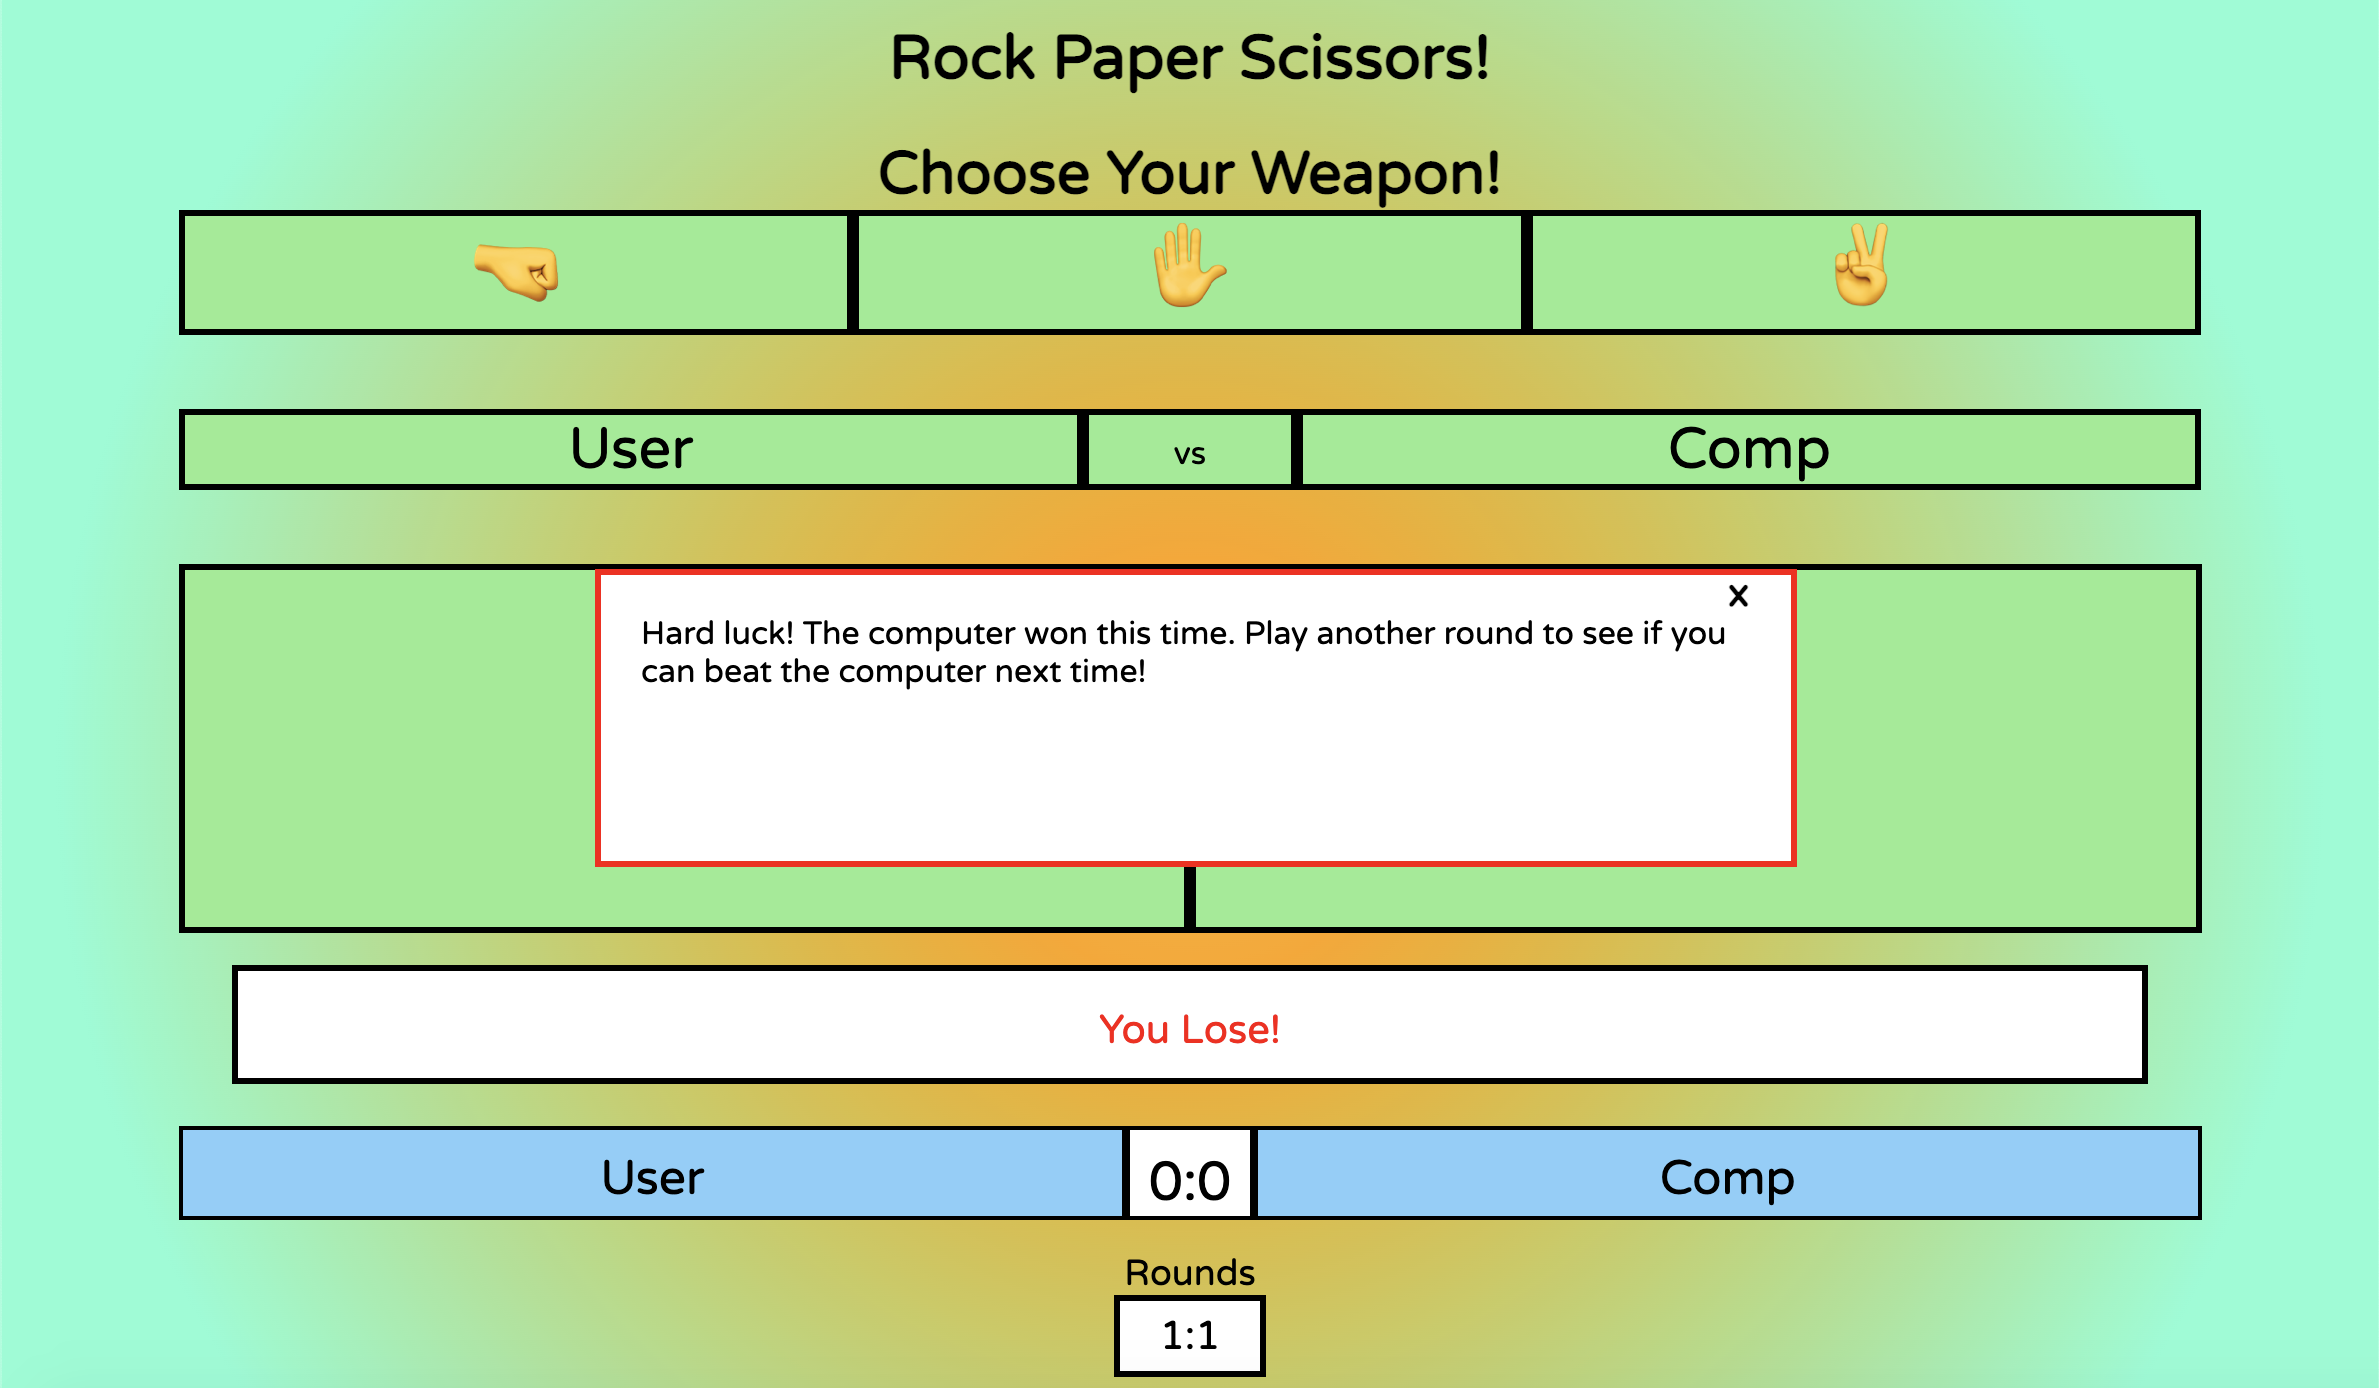 Rock Paper Scissors!
Choose Your Weapon!
User vs Comp
x
Hard luck! The computer won this time. Play another round to see if you
can beat the computer next time!
You Lose!
User 0:0 Comp
Rounds
1:1